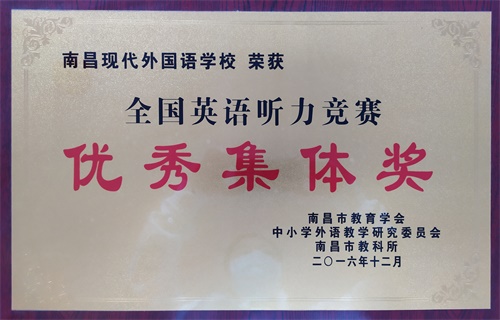 南昌现代外国语学校 荣获
全国英语听力竞赛
优秀集体奖
南昌市教育学会
中小学外语教学研究委员会
南昌市教科所
二〇一六年十二月